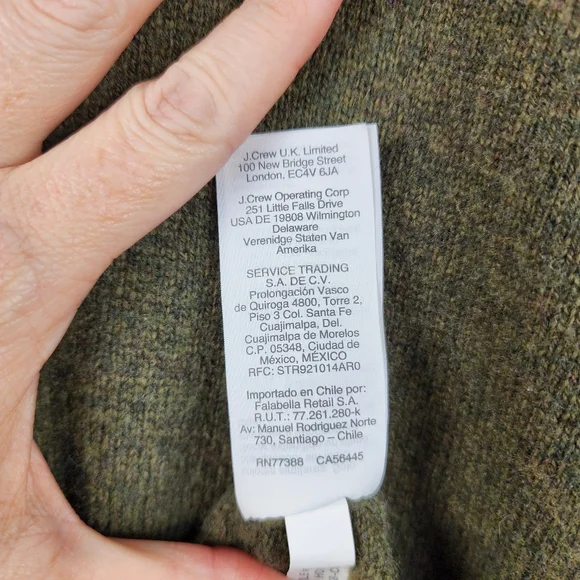 J.Crew U.K. Limited
100 New Bridge Street
London, EC4V 6JA
J.Crew Operating Corp
251 Little Falls Drive
USA DE 19808 Wilmington
Delaware
Verenidge Staten Van
Amerika
SERVICE TRADING
S.A. DE C.V.
Prolongación Vasco
de Quiroga 4800, Torre 2,
Piso 3 Col. Santa Fe
Cuajimalpa, Del.
Cuajimalpa de Morelos
C.P. 05348, Ciudad de
México, MÉXICO
RFC: STR921014AR0
Importado en Chile por:
Falabella Retail S.A.
R.U.T.: 77.261.280-k
Av: Manuel Rodriguez Norte
730, Santiago – Chile
RN77388 CA56445